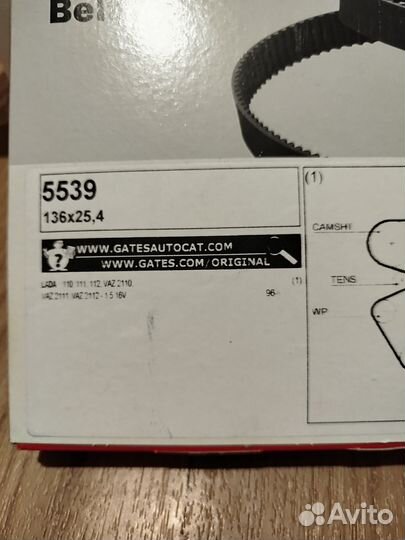 Bel
5539
136x25,4
WWW.GATESAUTOCAT.COM
WWW.GATES.COM/ORIGINAL
LADA 110, 111, 112, VAZ 2110,
VAZ 2111, VAZ 2112 - 1.5 16V
(1)
96-
(1)
CAMSHT
TENS
WP
Avito